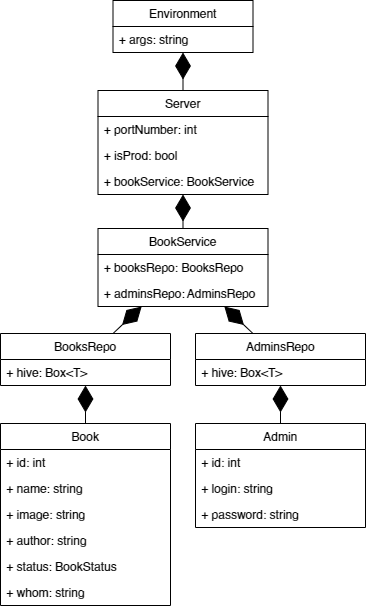 Environment
+ args: string
Server
+ portNumber: int
+ isProd: bool
+ bookService: BookService
BookService
+ booksRepo: BooksRepo
+ adminsRepo: AdminsRepo
BooksRepo
+ hive: Box<T>
AdminsRepo
+ hive: Box<T>
Book
+ id: int
+ name: string
+ image: string
+ author: string
+ status: BookStatus
+ whom: string
Admin
+ id: int
+ login: string
+ password: string